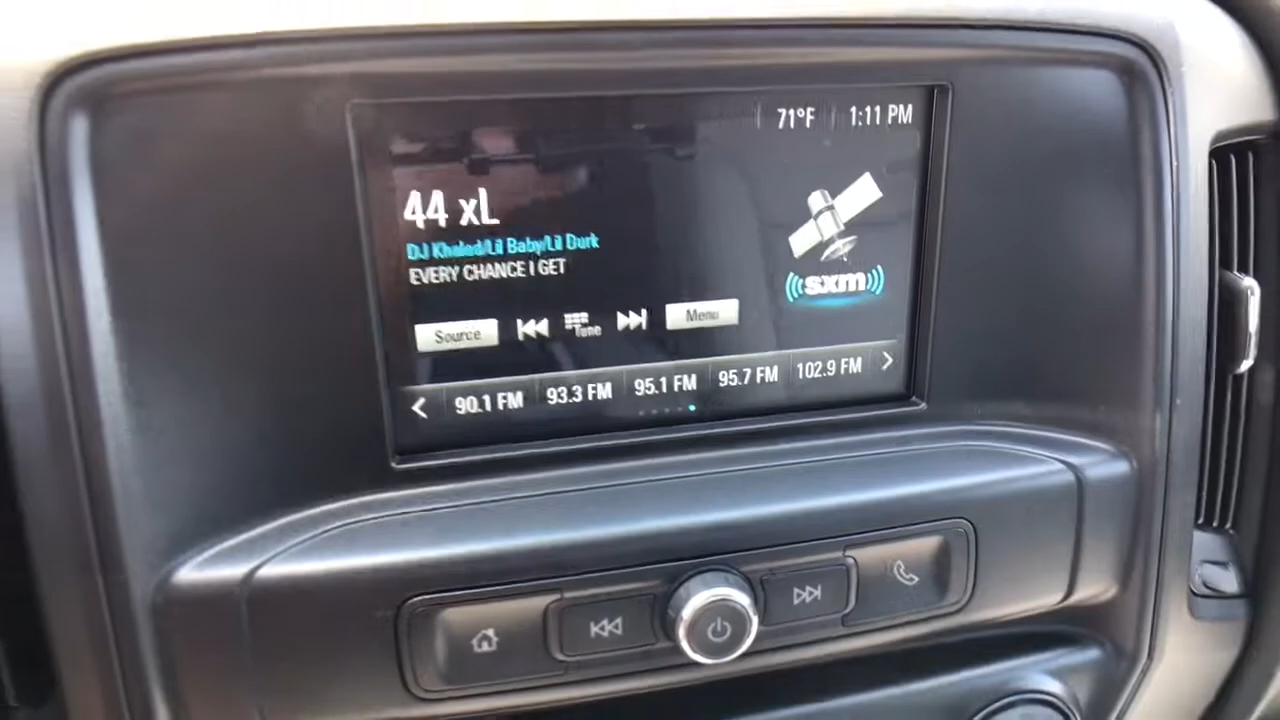 71°F 1:11 PM
44 xL
DJ Khaled/Lil Baby/Lil Durk
EVERY CHANCE I GET
sxm
Source Tune Menu
90.1 FM 93.3 FM 95.1 FM 95.7 FM 102.9 FM